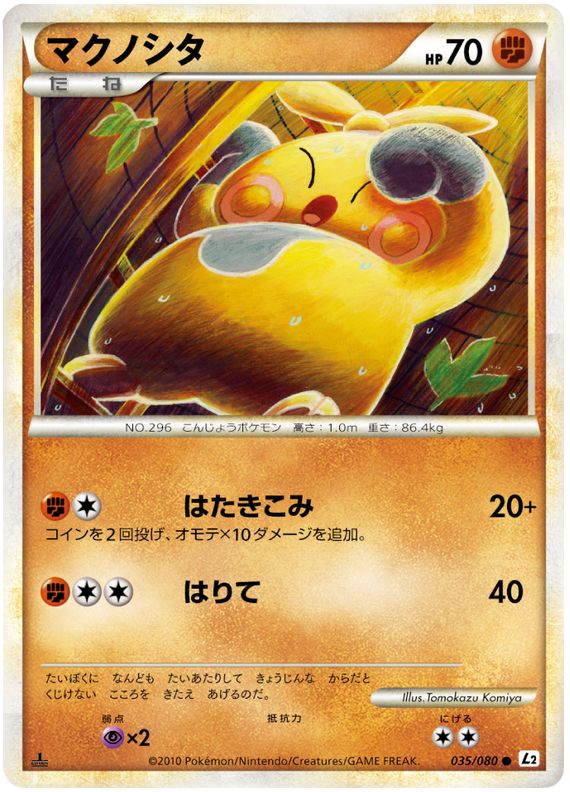 マクノシタ
HP70
たね
NO.296 こんじょうポケモン 高さ:1.0m 重さ:86.4kg
はたきこみ 20+
コインを2回投げ、オモテ×10ダメージを追加。
はりて 40
たいぼくに なんども たいあたりして きょうじんな からだと
くじけない こころを きたえ あげるのだ。
Illus.Tomokazu Komiya
弱点 抵抗力 にげる
×2
©2010 Pokémon/Nintendo/Creatures/GAME FREAK.
035/080
L2